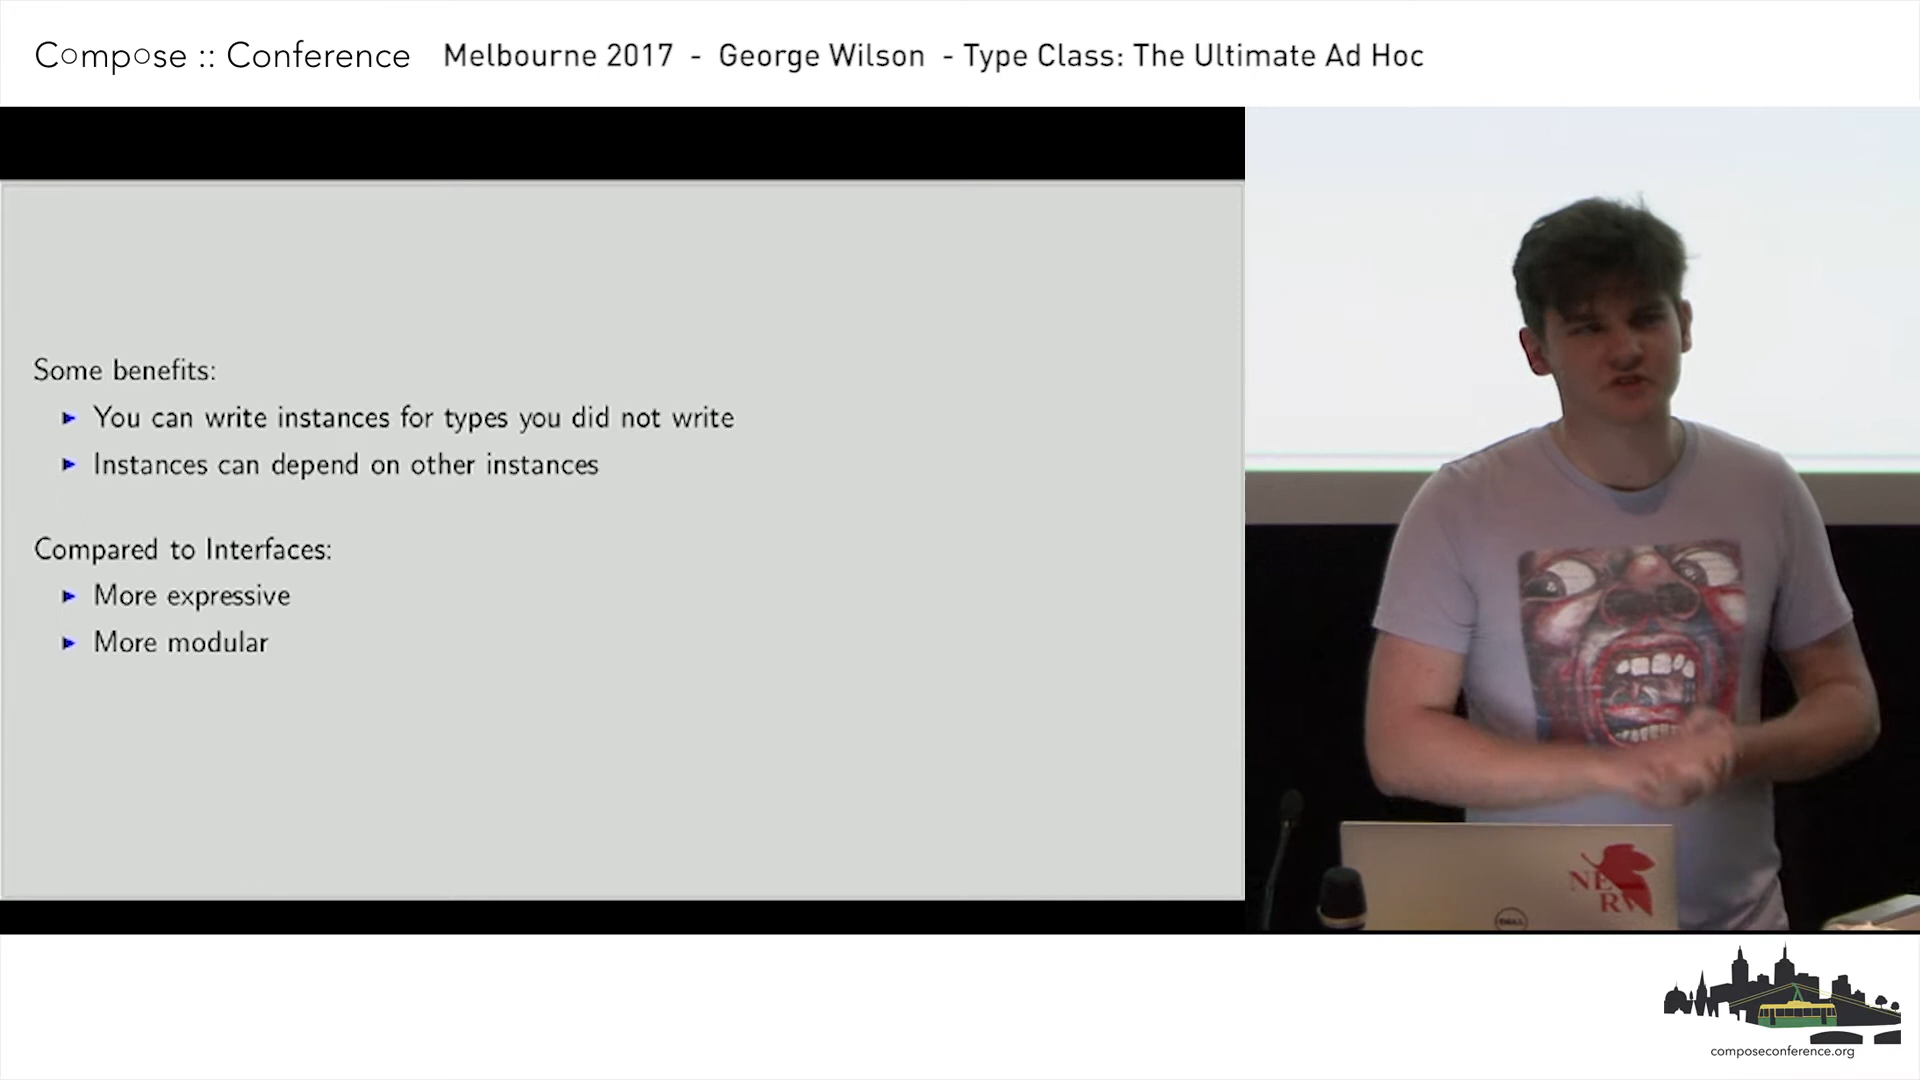 Compose :: Conference Melbourne 2017 - George Wilson - Type Class: The Ultimate Ad Hoc
Some benefits:
You can write instances for types you did not write
Instances can depend on other instances
Compared to Interfaces:
More expressive
More modular
NERV
DELL
composeconference.org